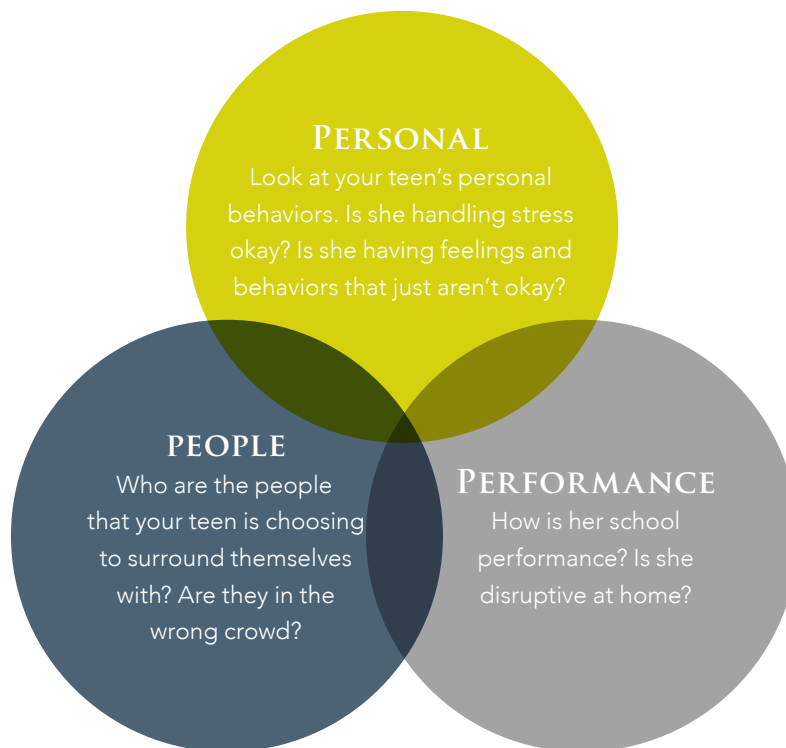 PERSONAL
Look at your teen's personal
behaviors. Is she handling stress
okay? Is she having feelings and
behaviors that just aren't okay?
PEOPLE
Who are the people
that your teen is choosing
to surround themselves
with? Are they in the
wrong crowd?
PERFORMANCE
How is her school
performance? Is she
disruptive at home?